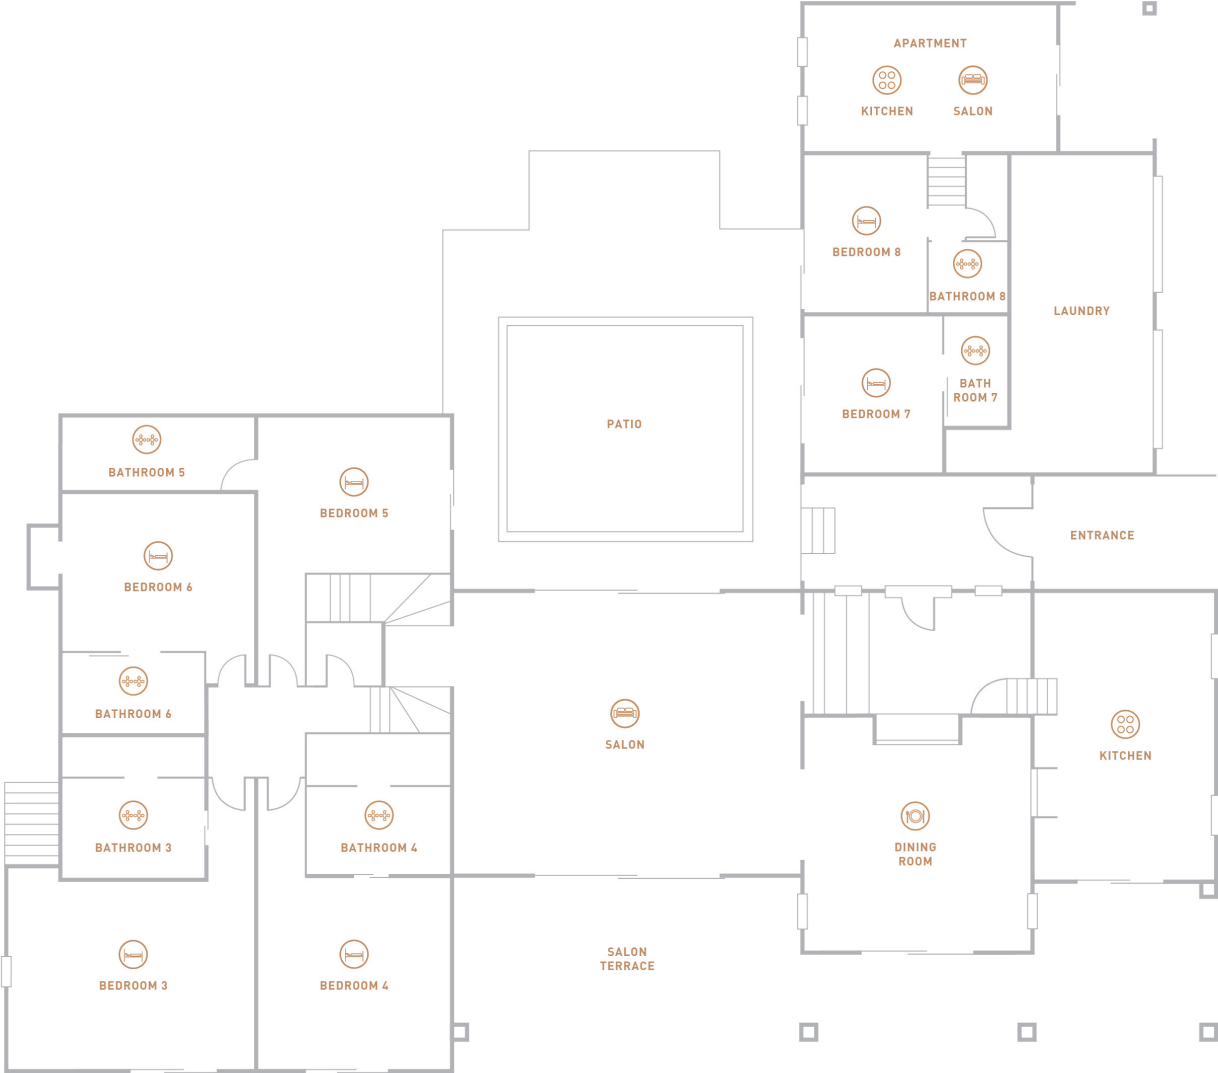 APARTMENT
KITCHEN
SALON
BEDROOM 8
BATHROOM 8
LAUNDRY
BATH
ROOM 7
BEDROOM 7
PATIO
BATHROOM 5
BEDROOM 5
ENTRANCE
BEDROOM 6
BATHROOM 6
SALON
KITCHEN
BATHROOM 3
BATHROOM 4
DINING
ROOM
SALON
TERRACE
BEDROOM 3
BEDROOM 4